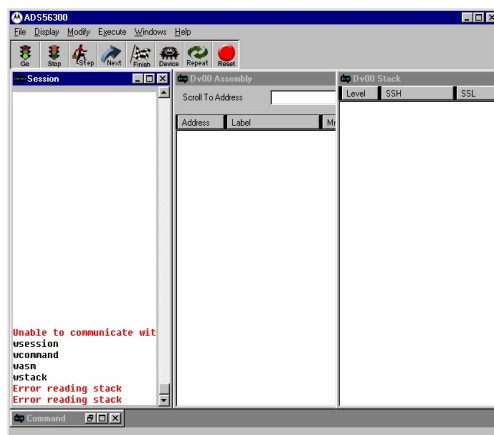 ADS56300
File Display Modify Execute Windows Help
Go Stop Step Next Finish Device Repeat Reset
Session
Dv00 Assembly
Dv00 Stack
Scroll To Address
Level SSH SSL
Address Label
Unable to communicate wit
wsession
wcommand
wasm
wstack
Error reading stack
Error reading stack
Command